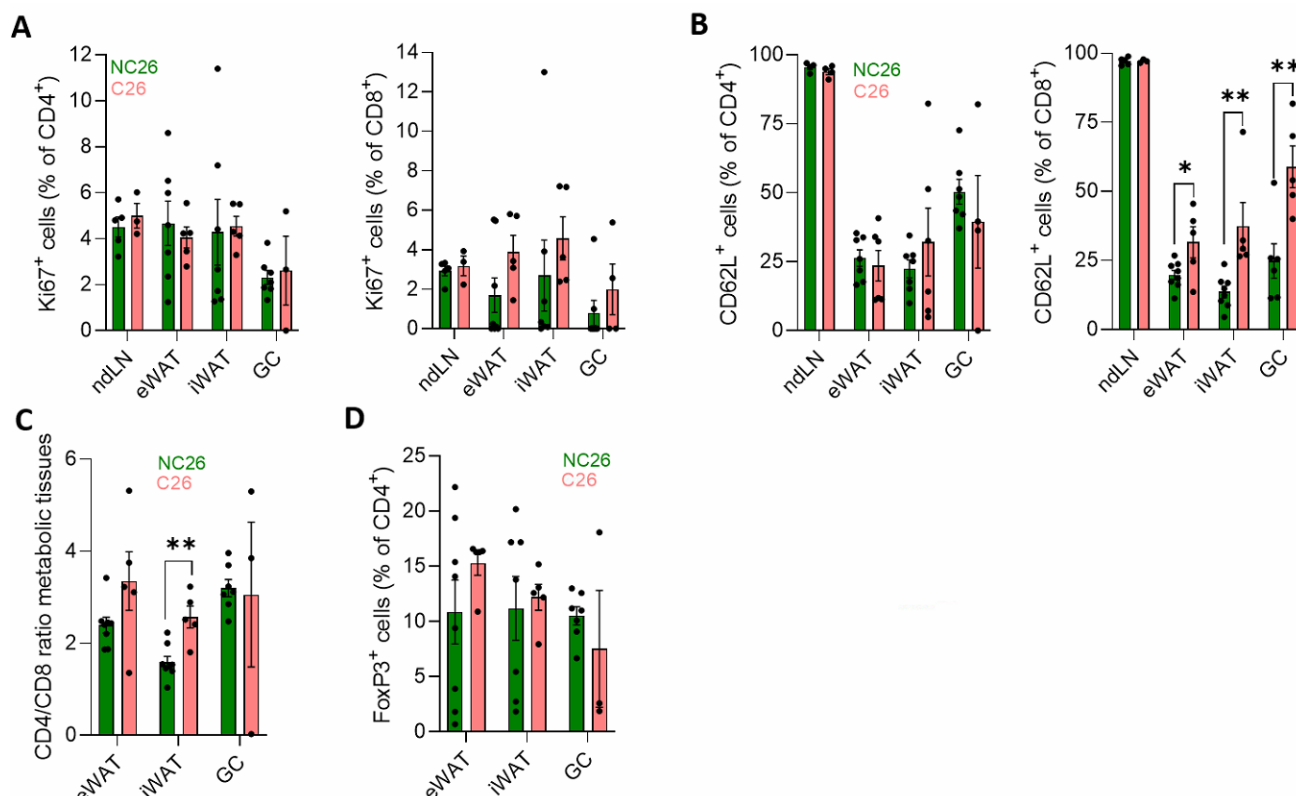 A
Ki67+ cells (% of CD4+)
12
10
8
6
4
2
0
NC26
C26
ndLN
eWAT
iWAT
GC
Ki67+ cells (% of CD8+)
14
12
10
8
6
4
2
0
ndLN
eWAT
iWAT
GC
B
CD62L+ cells (% of CD4+)
100
75
50
25
0
NC26
C26
ndLN
eWAT
iWAT
GC
CD62L+ cells (% of CD8+)
100
75
50
25
0
*
**
**
ndLN
eWAT
iWAT
GC
C
CD4/CD8 ratio metabolic tissues
6
4
2
0
NC26
C26
**
eWAT
iWAT
GC
D
FoxP3+ cells (% of CD4+)
25
20
15
10
5
0
NC26
C26
eWAT
iWAT
GC